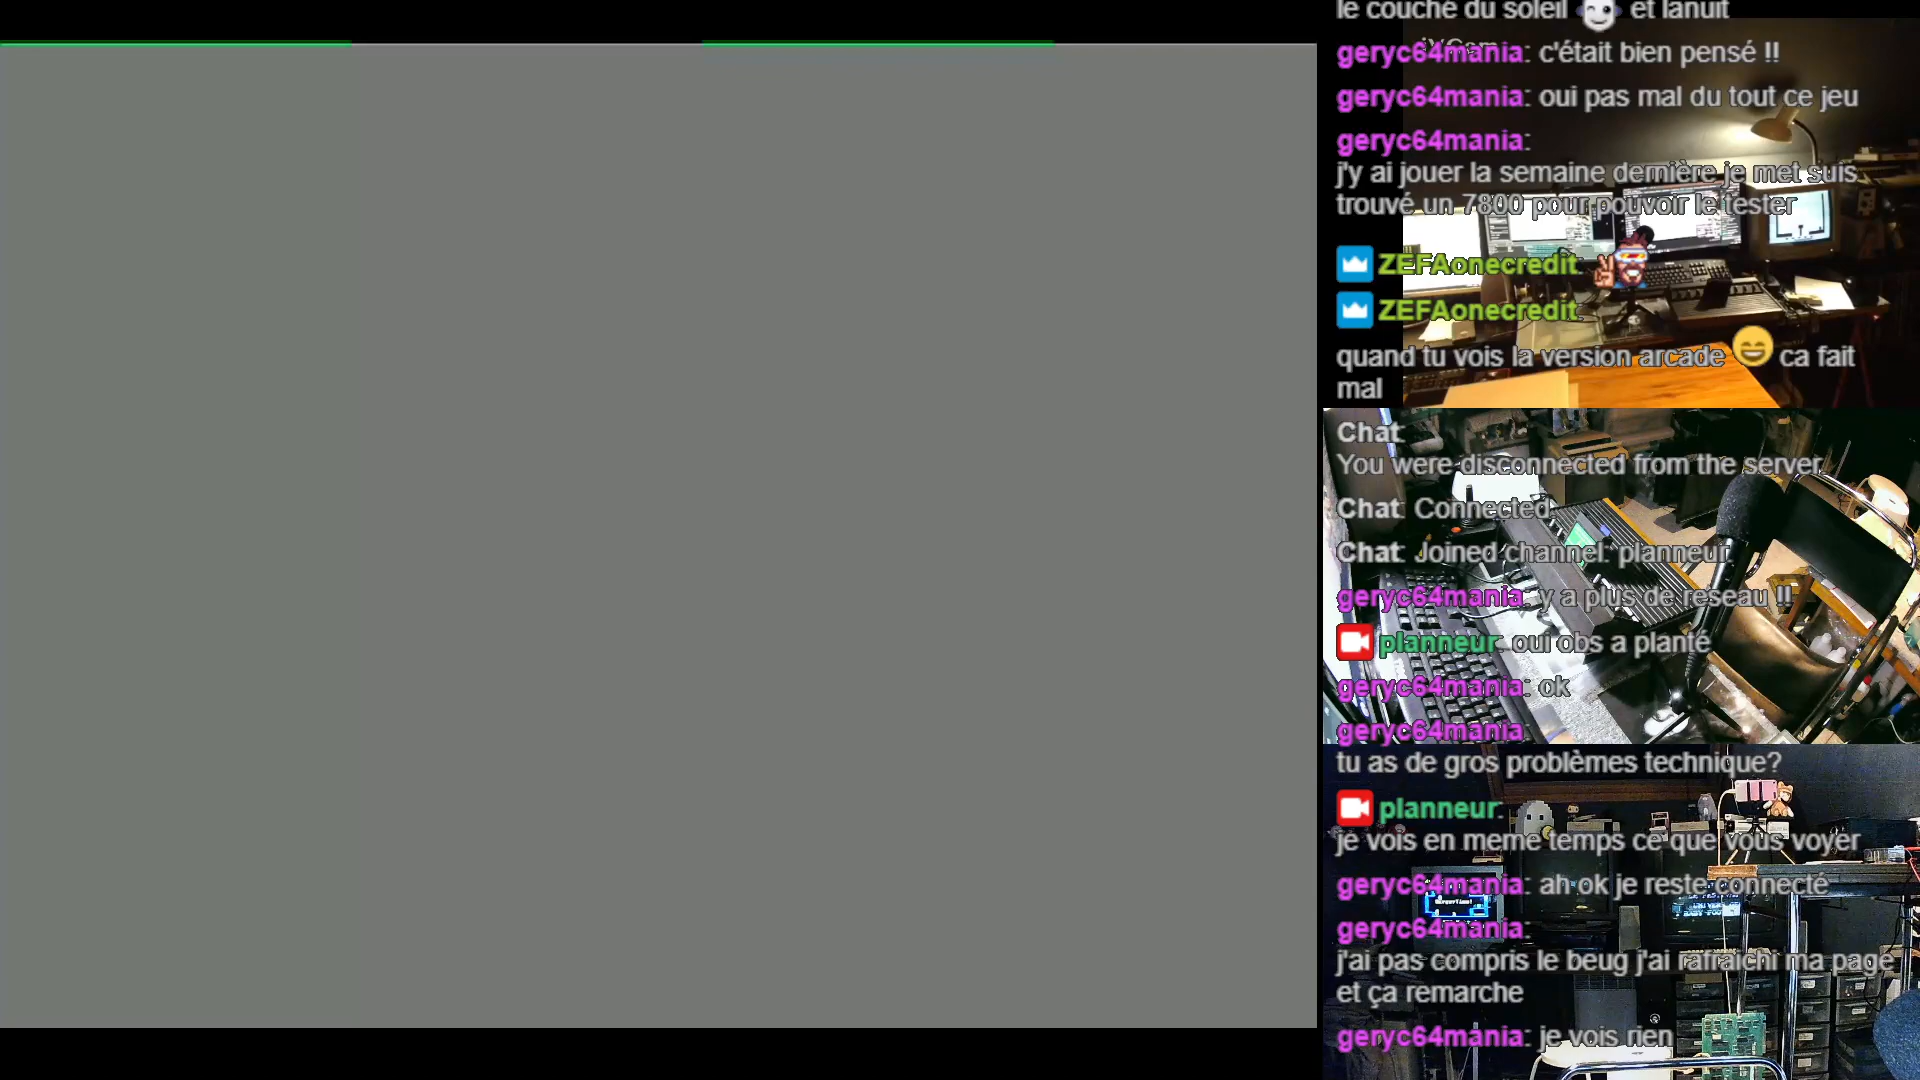 le couché du soleil et lanuit
geryc64mania: c'était bien pensé !!
geryc64mania: oui pas mal du tout ce jeu
geryc64mania:
j'y ai jouer la semaine dernière je met suis
trouvé un 7800 pour pouvoir le tester
ZEFAonecredit:
ZEFAonecredit:
quand tu vois la version arcade ca fait
mal
Chat:
You were disconnected from the server.
Chat: Connected
Chat: Joined channel: planneur
geryc64mania: y a plus de réseau !!
planneur: oui obs a planté
geryc64mania: ok
geryc64mania:
tu as de gros problèmes technique?
planneur:
je vois en meme temps ce que vous voyer
geryc64mania: ah ok je reste connecté
geryc64mania:
j'ai pas compris le beug j'ai rafraichi ma page
et ça remarche
geryc64mania: je vois rien